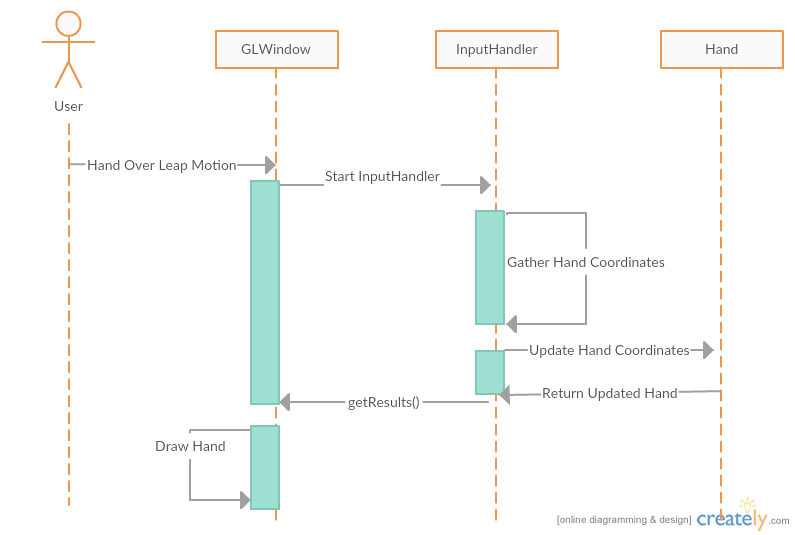 GLWindow
InputHandler
Hand
User
Hand Over Leap Motion
Start InputHandler
Gather Hand Coordinates
Update Hand Coordinates
Return Updated Hand
getResults()
Draw Hand
[online diagramming & design] creately.com